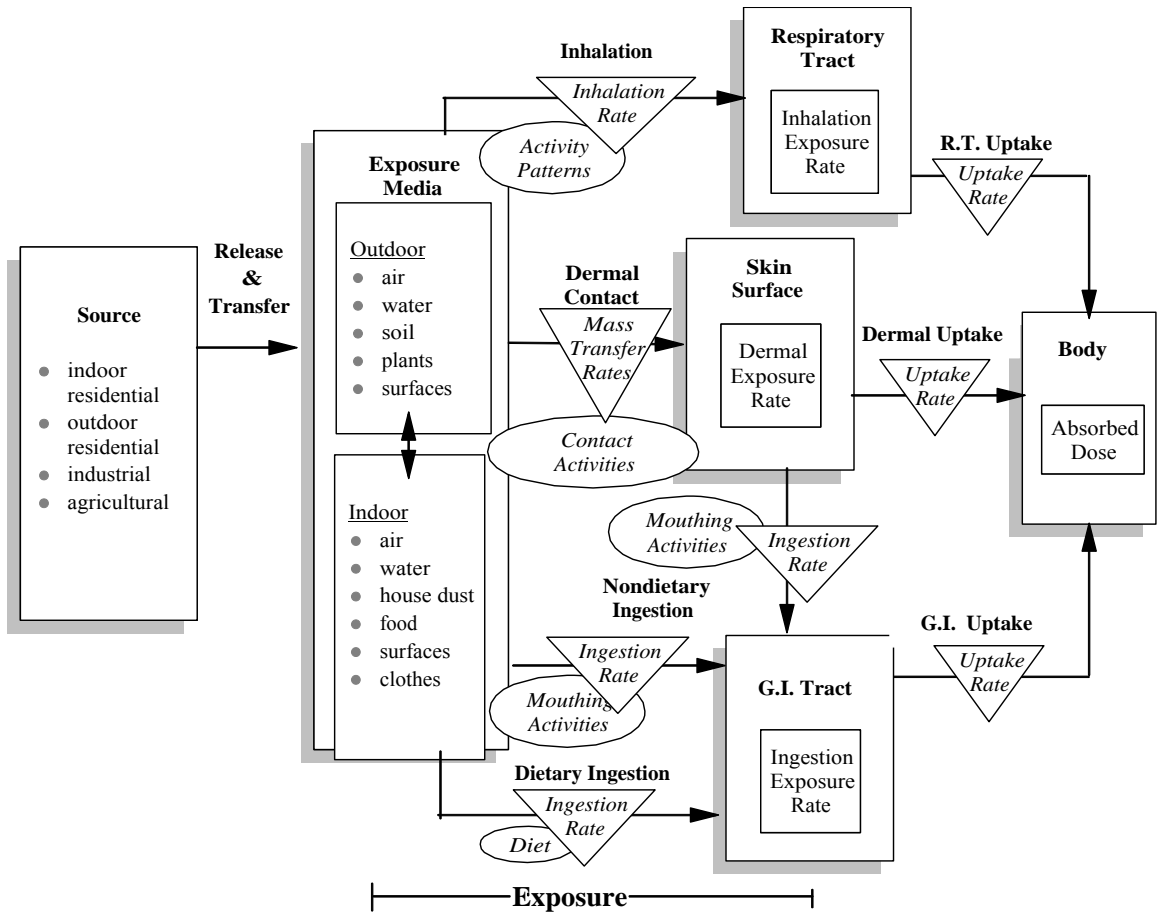 Source
indoor
residential
outdoor
residential
industrial
agricultural
Release
&
Transfer
Exposure
Media
Outdoor
air
water
soil
plants
surfaces
Indoor
air
water
house dust
food
surfaces
clothes
Inhalation
Inhalation
Rate
Activity
Patterns
Respiratory
Tract
Inhalation
Exposure
Rate
R.T. Uptake
Uptake
Rate
Dermal
Contact
Mass
Transfer
Rates
Contact
Activities
Skin
Surface
Dermal
Exposure
Rate
Dermal Uptake
Uptake
Rate
Body
Absorbed
Dose
Mouthing
Activities
Ingestion
Rate
Nondietary
Ingestion
Ingestion
Rate
Mouthing
Activities
G.I. Tract
Ingestion
Exposure
Rate
G.I. Uptake
Uptake
Rate
Dietary Ingestion
Ingestion
Rate
Diet
Exposure